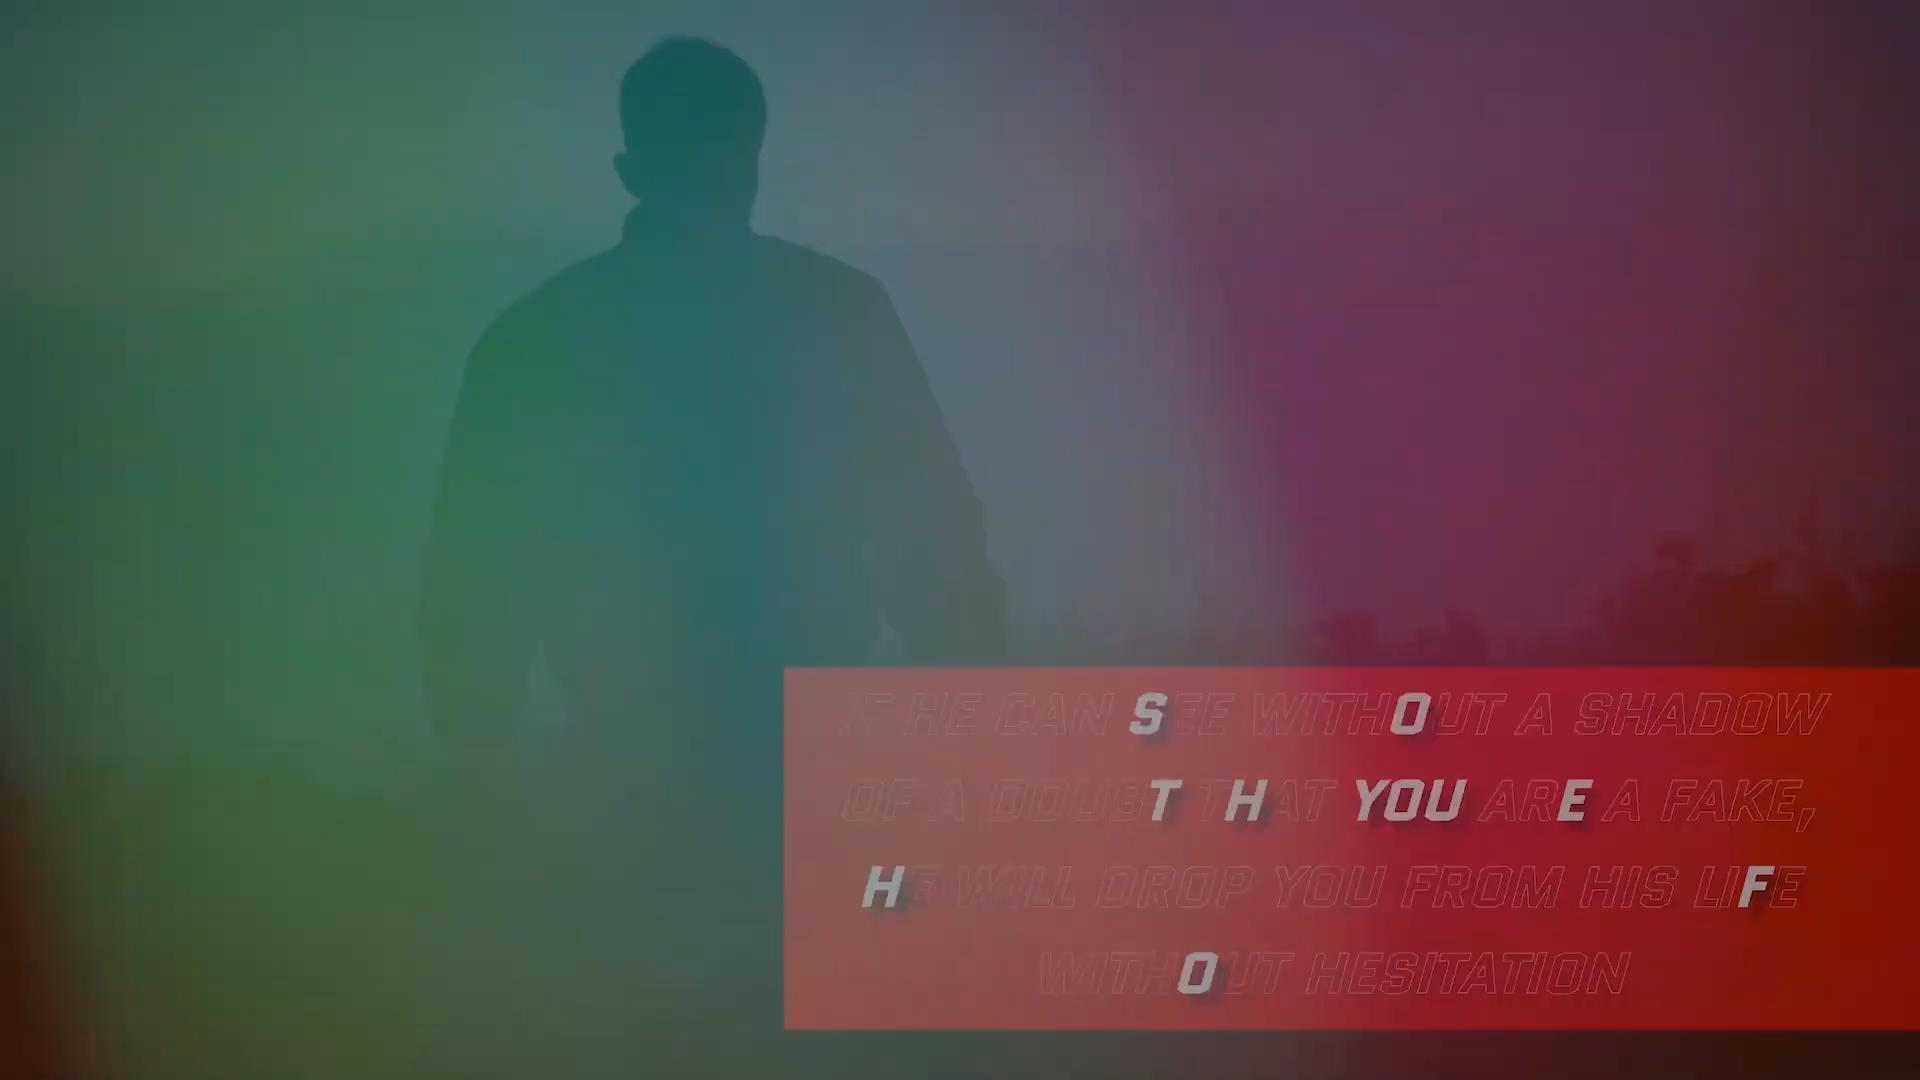 IF HE CAN SEE WITHOUT A SHADOW
OF A DOUBT THAT YOU ARE A FAKE,
HE WILL DROP YOU FROM HIS LIFE
WITHOUT HESITATION